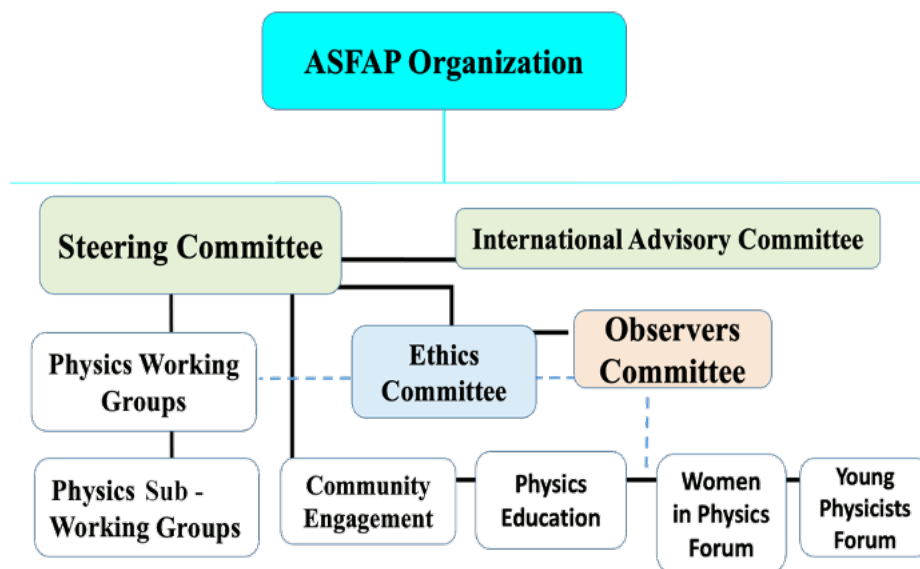 ASFAP Organization
Steering Committee
International Advisory Committee
Physics Working
Groups
Ethics
Committee
Observers
Committee
Physics Sub -
Working Groups
Community
Engagement
Physics
Education
Women
in Physics
Forum
Young
Physicists
Forum